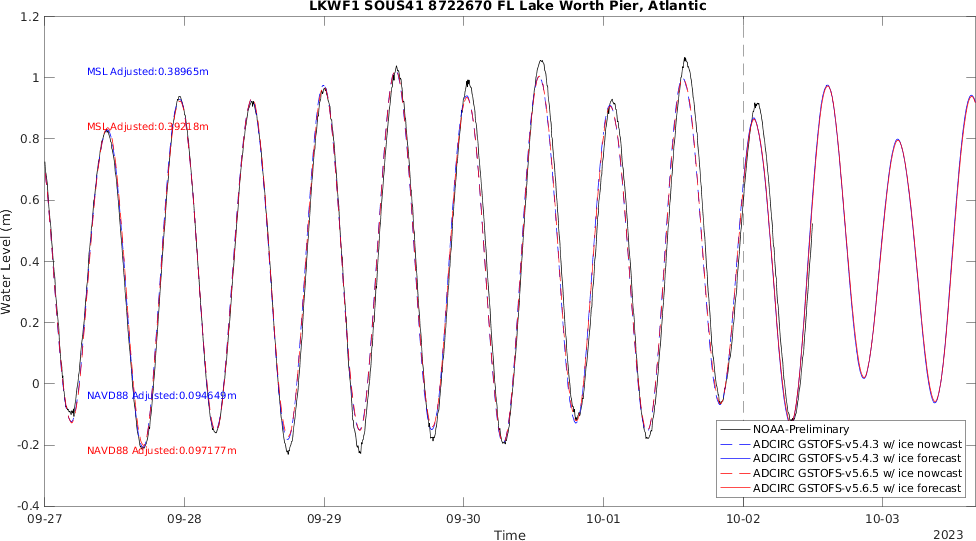 LKWF1 SOUS41 8722670 FL Lake Worth Pier, Atlantic
1.2
1
0.8
0.6
0.4
0.2
0
-0.2
-0.4
Water Level (m)
MSL Adjusted:0.38965m
MSL Adjusted:0.39218m
NAVD88 Adjusted:0.094649m
NAVD88 Adjusted:0.097177m
NOAA-Preliminary
ADCIRC GSTOFS-v5.4.3 w/ ice nowcast
ADCIRC GSTOFS-v5.4.3 w/ ice forecast
ADCIRC GSTOFS-v5.6.5 w/ ice nowcast
ADCIRC GSTOFS-v5.6.5 w/ ice forecast
09-27 09-28 09-29 09-30 10-01 10-02 10-03
Time
2023